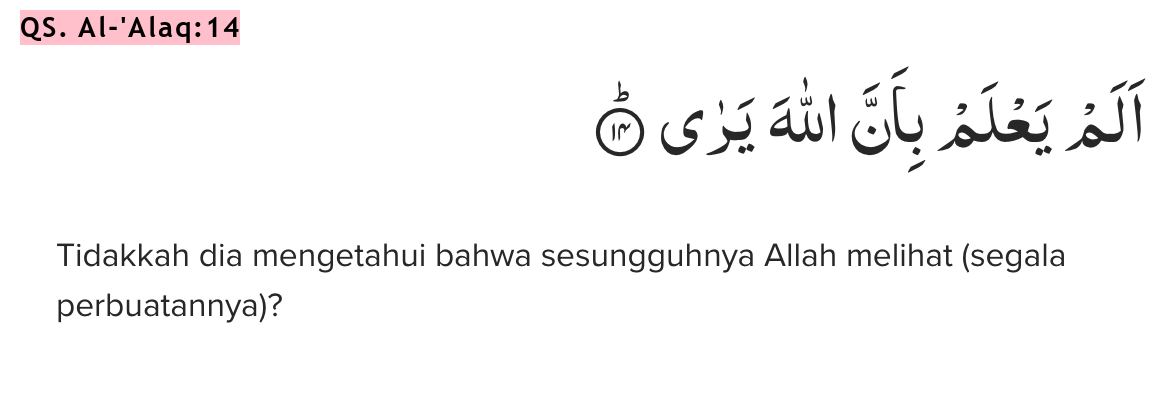 QS. Al-'Alaq:14
اَلَمْ يَعْلَمْ بِاَنَّ اللّٰهَ يَرٰىۗ ١٤
Tidakkah dia mengetahui bahwa sesungguhnya Allah melihat (segala
perbuatannya)?